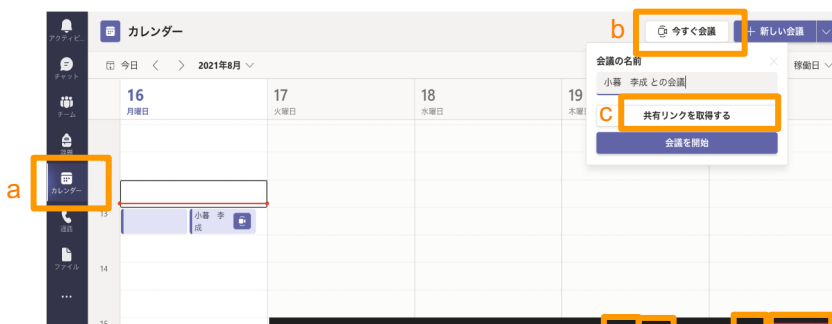 アクティビ...
カレンダー
b
今すぐ会議
+ 新しい会議
チャット
今日
2021年8月
会議の名前
稼働日
小暮 李成 との会議
チーム
16
月曜日
17
火曜日
18
水曜日
19
木曜
c
共有リンクを取得する
会議を開始
課題
a
カレンダー
13
小暮 李
成
通話
ファイル
14
...
15